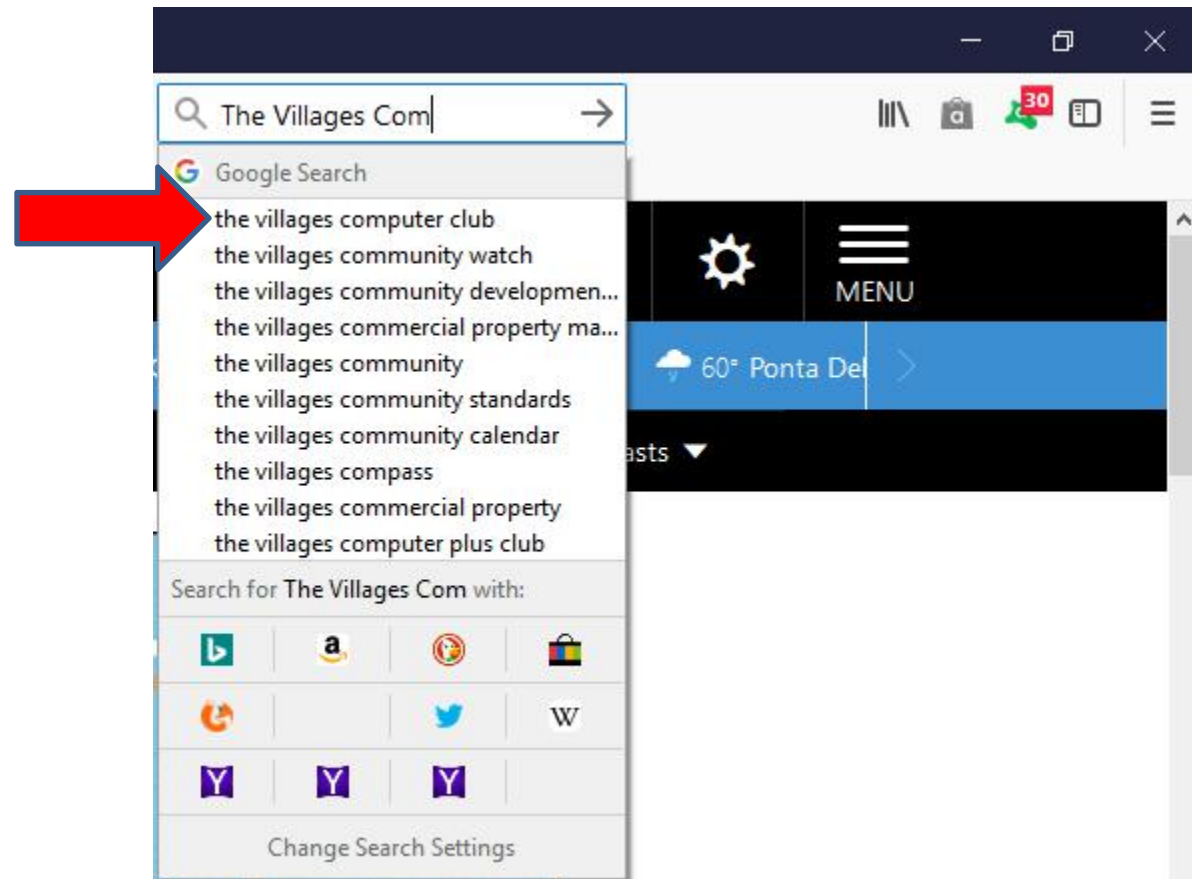 The Villages Com
30
Google Search
the villages computer club
the villages community watch
the villages community developmen...
the villages commercial property ma...
the villages community
the villages community standards
the villages community calendar
the villages compass
the villages commercial property
the villages computer plus club
MENU
60° Ponta Del
asts
Search for The Villages Com with:
a
W
Y Y Y
Change Search Settings